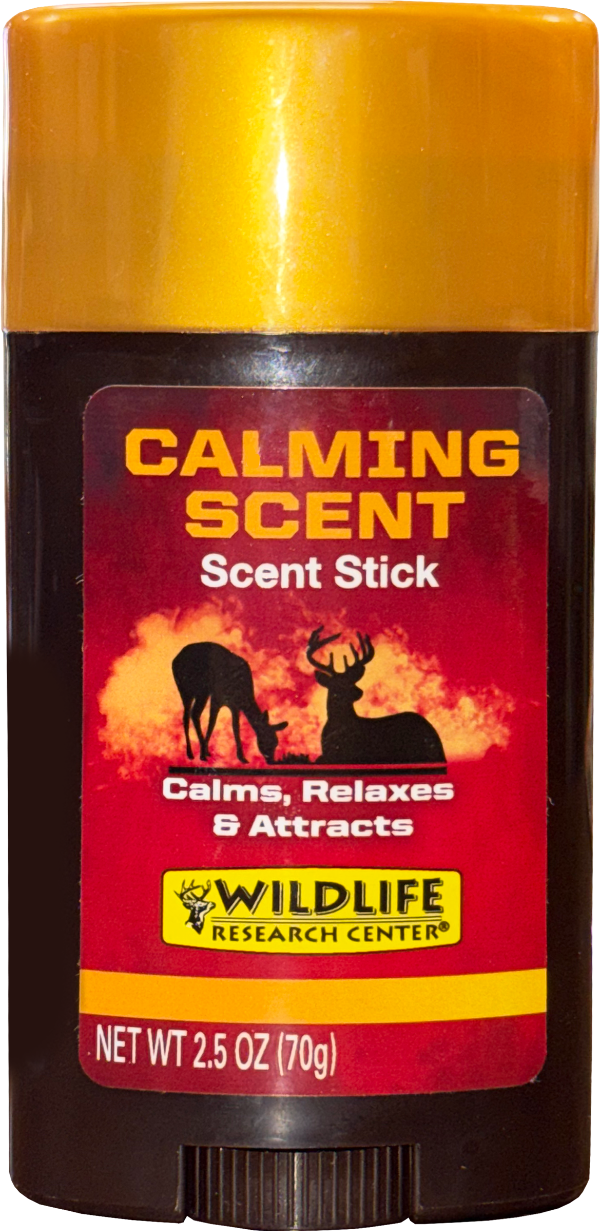 CALMING
SCENT
Scent Stick
Calms, Relaxes
& Attracts
WILDLIFE
RESEARCH CENTER®
NET WT 2.5 OZ (70g)